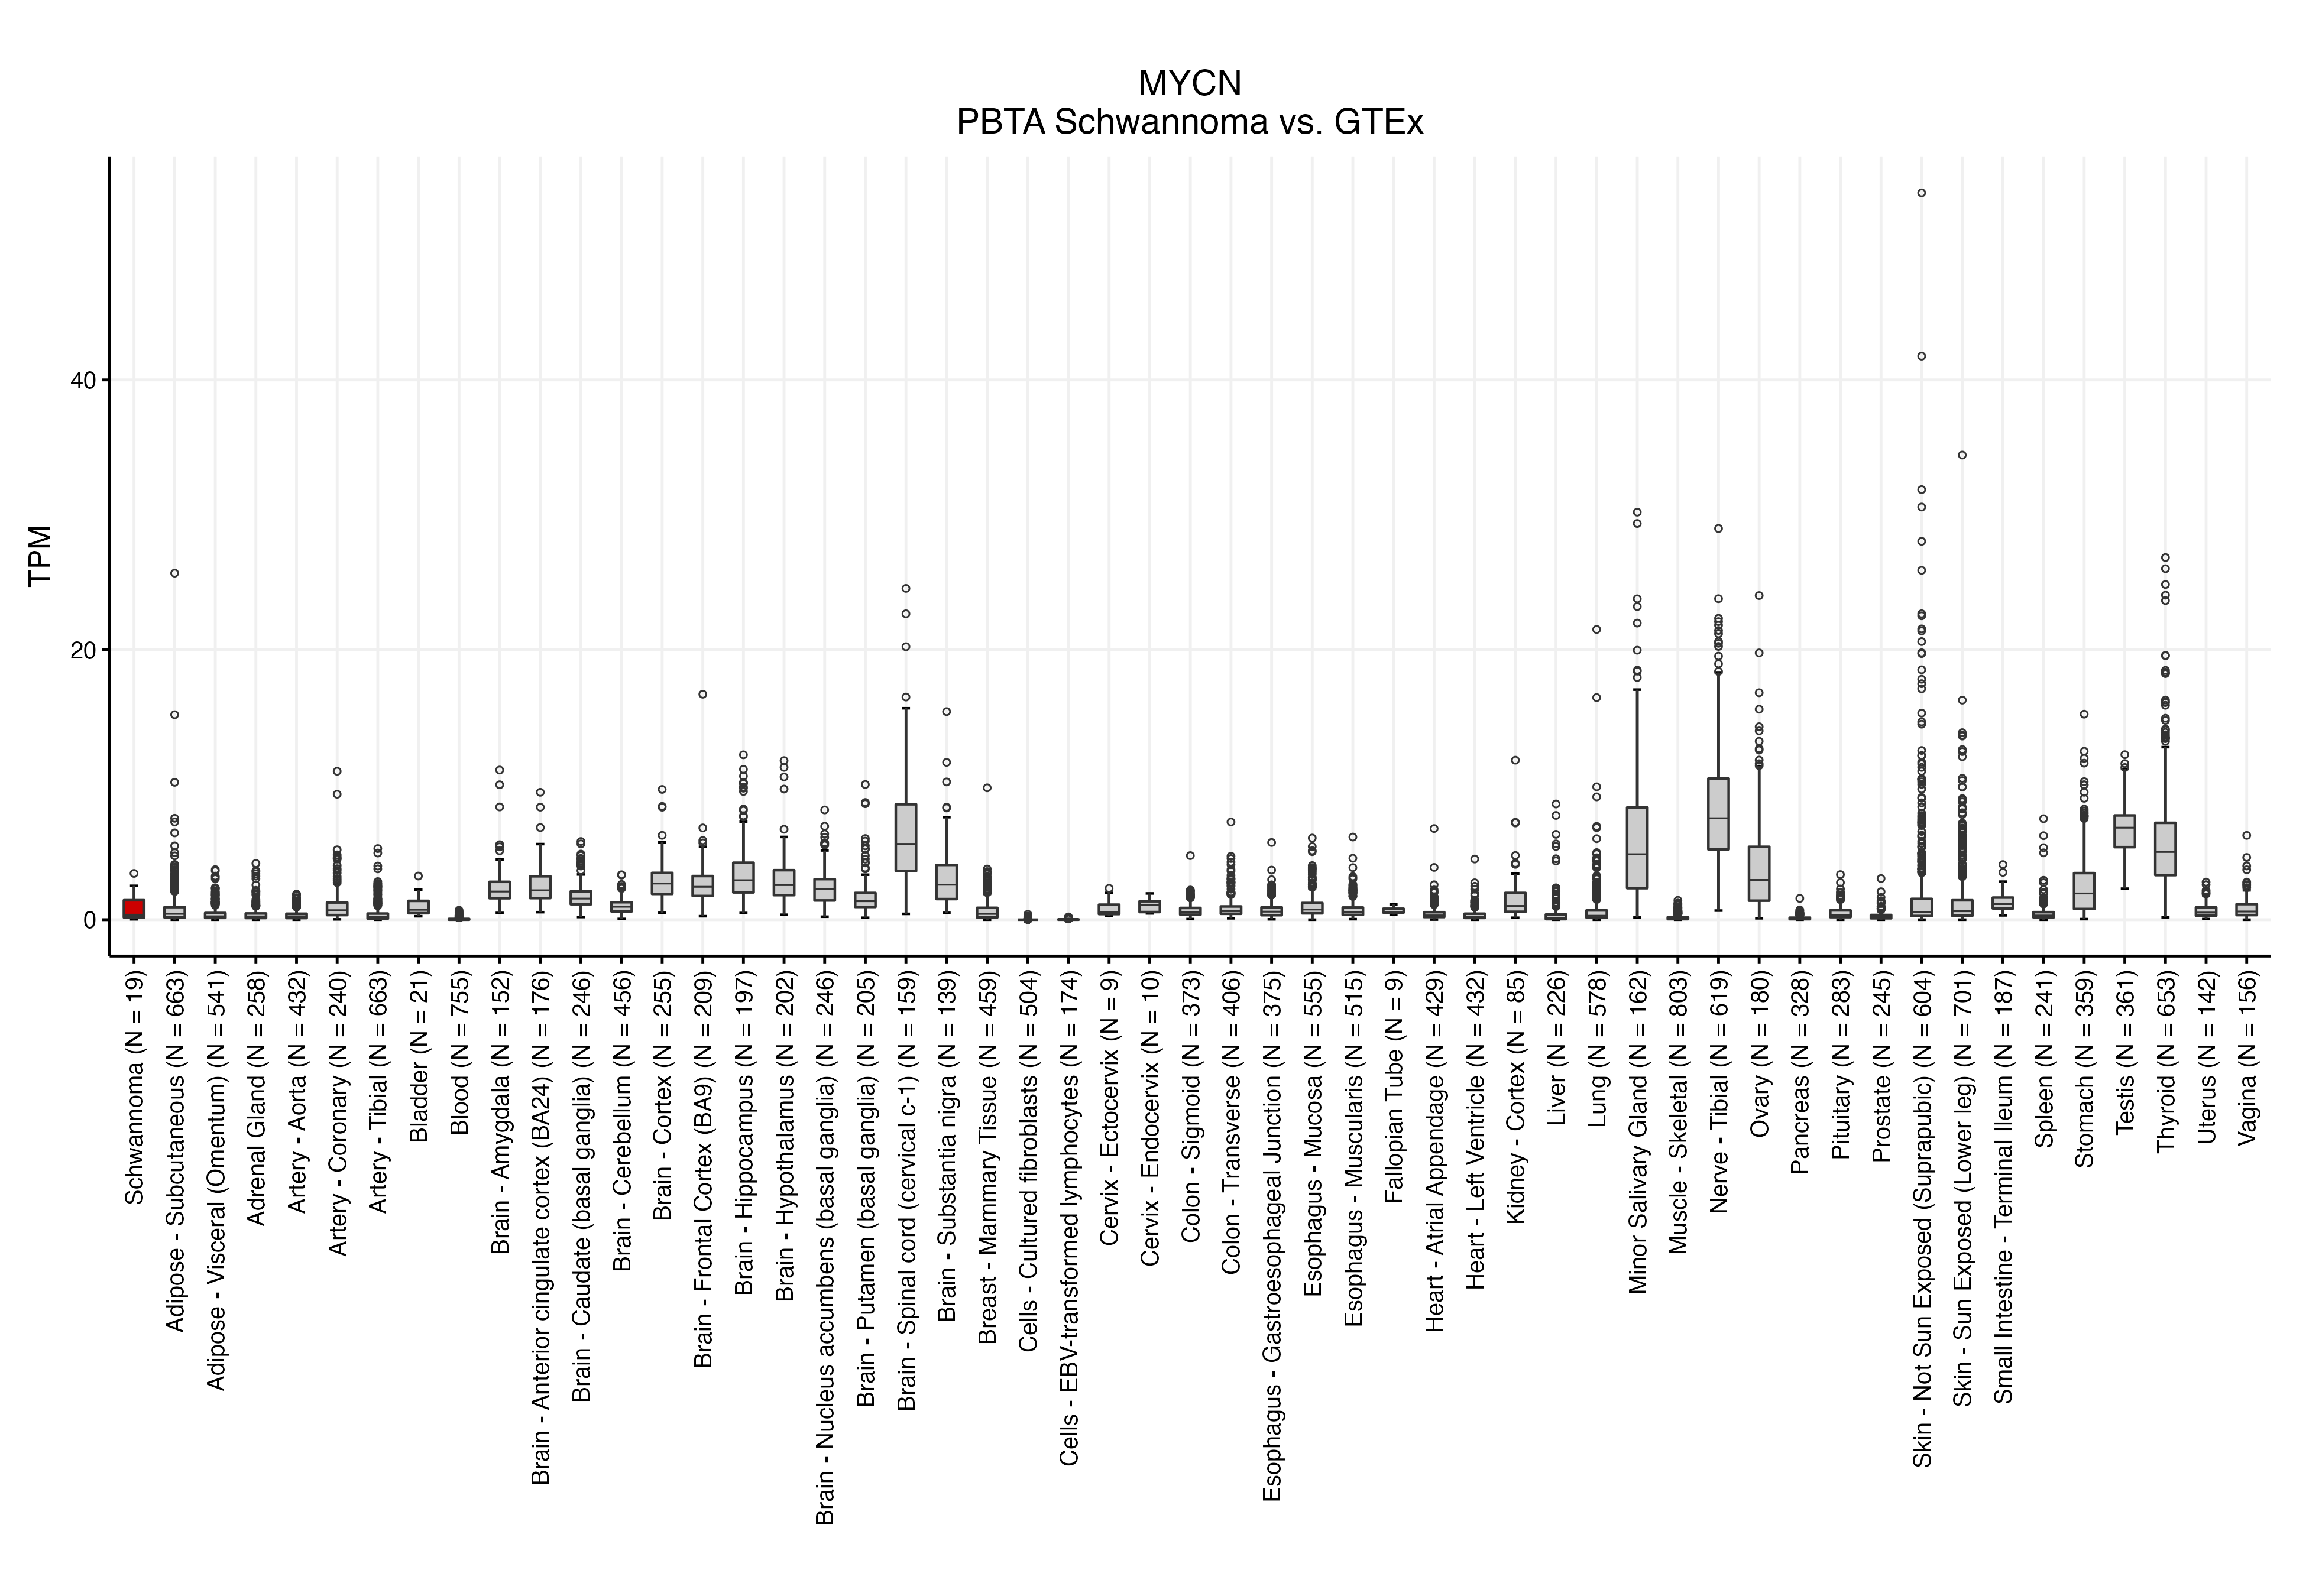 MYCN
PBTA Schwannoma vs. GTEx
TPM
40
20
0
Schwannoma (N = 19)
Adipose - Subcutaneous (N = 663)
Adipose - Visceral (Omentum) (N = 541)
Adrenal Gland (N = 258)
Artery - Aorta (N = 432)
Artery - Coronary (N = 240)
Artery - Tibial (N = 663)
Bladder (N = 21)
Blood (N = 755)
Brain - Amygdala (N = 152)
Brain - Anterior cingulate cortex (BA24) (N = 176)
Brain - Caudate (basal ganglia) (N = 246)
Brain - Cerebellum (N = 456)
Brain - Cortex (N = 255)
Brain - Frontal Cortex (BA9) (N = 209)
Brain - Hippocampus (N = 197)
Brain - Hypothalamus (N = 202)
Brain - Nucleus accumbens (basal ganglia) (N = 246)
Brain - Putamen (basal ganglia) (N = 205)
Brain - Spinal cord (cervical c-1) (N = 159)
Brain - Substantia nigra (N = 139)
Breast - Mammary Tissue (N = 459)
Cells - Cultured fibroblasts (N = 504)
Cells - EBV-transformed lymphocytes (N = 174)
Cervix - Ectocervix (N = 9)
Cervix - Endocervix (N = 10)
Colon - Sigmoid (N = 373)
Colon - Transverse (N = 406)
Esophagus - Gastroesophageal Junction (N = 375)
Esophagus - Mucosa (N = 555)
Esophagus - Muscularis (N = 515)
Fallopian Tube (N = 9)
Heart - Atrial Appendage (N = 429)
Heart - Left Ventricle (N = 432)
Kidney - Cortex (N = 85)
Liver (N = 226)
Lung (N = 578)
Minor Salivary Gland (N = 162)
Muscle - Skeletal (N = 803)
Nerve - Tibial (N = 619)
Ovary (N = 180)
Pancreas (N = 328)
Pituitary (N = 283)
Prostate (N = 245)
Skin - Not Sun Exposed (Suprapubic) (N = 604)
Skin - Sun Exposed (Lower leg) (N = 701)
Small Intestine - Terminal Ileum (N = 187)
Spleen (N = 241)
Stomach (N = 359)
Testis (N = 361)
Thyroid (N = 653)
Uterus (N = 142)
Vagina (N = 156)